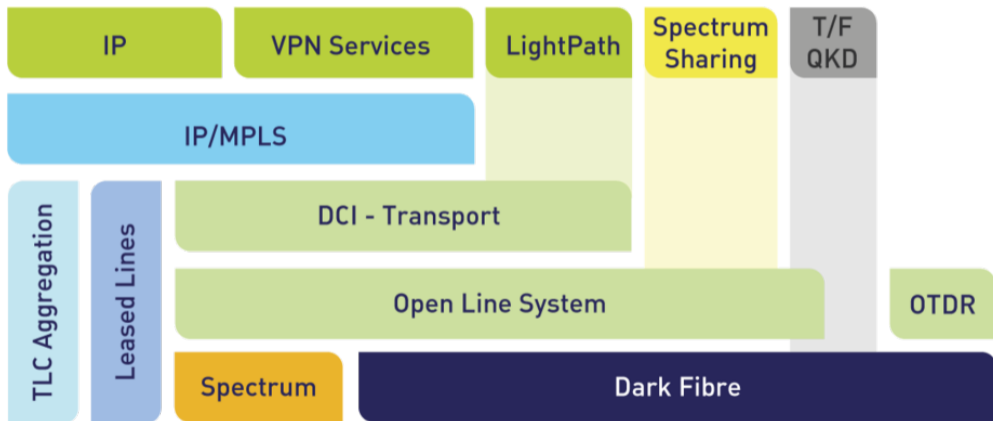 IP
VPN Services
LightPath
Spectrum
Sharing
T/F
QKD
IP/MPLS
TLC Aggregation
Leased Lines
DCI - Transport
Open Line System
OTDR
Spectrum
Dark Fibre